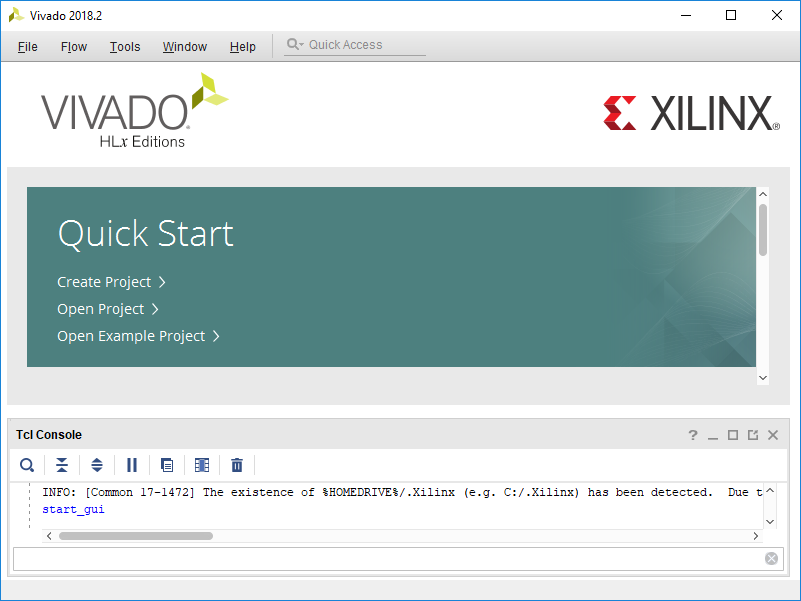 Vivado 2018.2
File Flow Tools Window Help Quick Access
VIVADO
HLx Editions
XILINX
Quick Start
Create Project
Open Project
Open Example Project
Tcl Console
INFO: [Common 17-1472] The existence of %HOMEDRIVE%/.Xilinx (e.g. C:/.Xilinx) has been detected.  Due t
start_gui